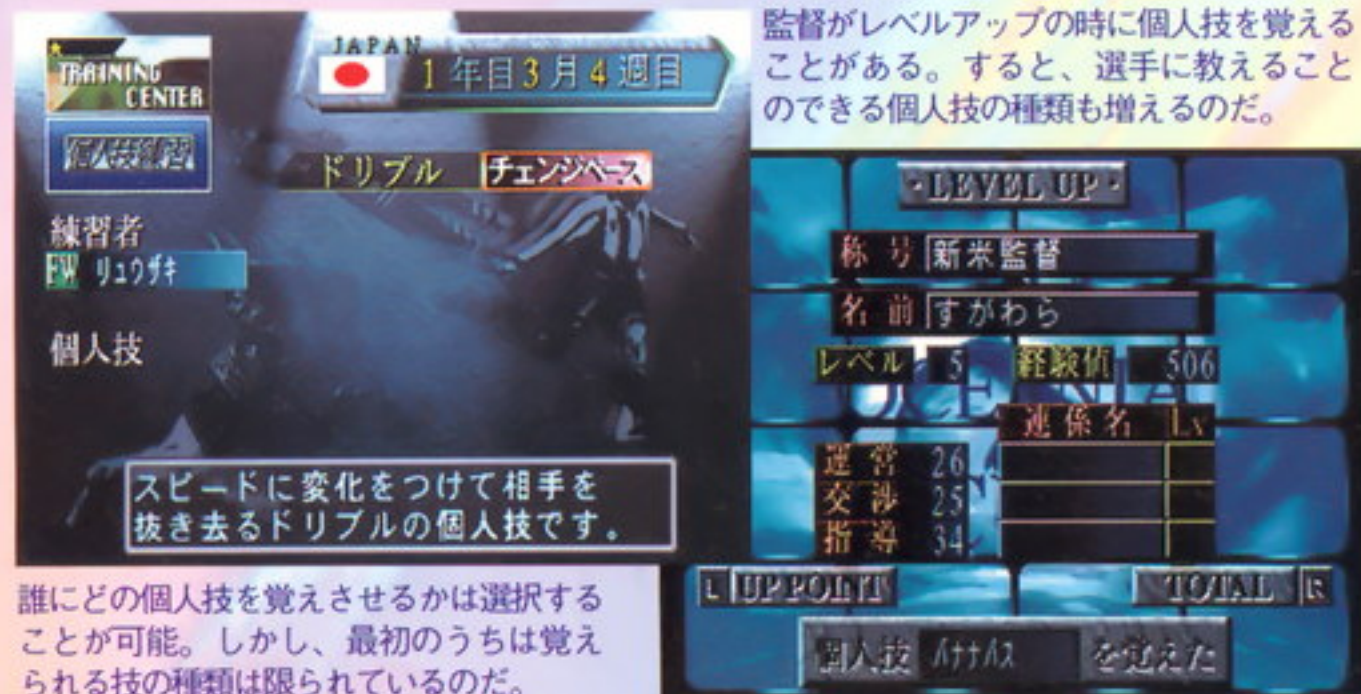 TRAINING
CENTER
JAPAN
1年目3月4週目
個人技練習
ドリブル チェンジペース
練習者
FW リュウザキ
個人技
スピードに変化をつけて相手を
抜き去るドリブルの個人技です。
誰にどの個人技を覚えさせるかは選択する
ことが可能。しかし、最初のうちは覚え
られる技の種類は限られているのだ。
監督がレベルアップの時に個人技を覚える
ことがある。すると、選手に教えること
のできる個人技の種類も増えるのだ。
・LEVEL UP・
称号 新米監督
名前 すがわら
レベル 5 経験値 506
OCEANIA
連係名 Lv
運営 26
交渉 25
指導 34
L UP POINT TOTAL R
個人技 バナナパス を覚えた